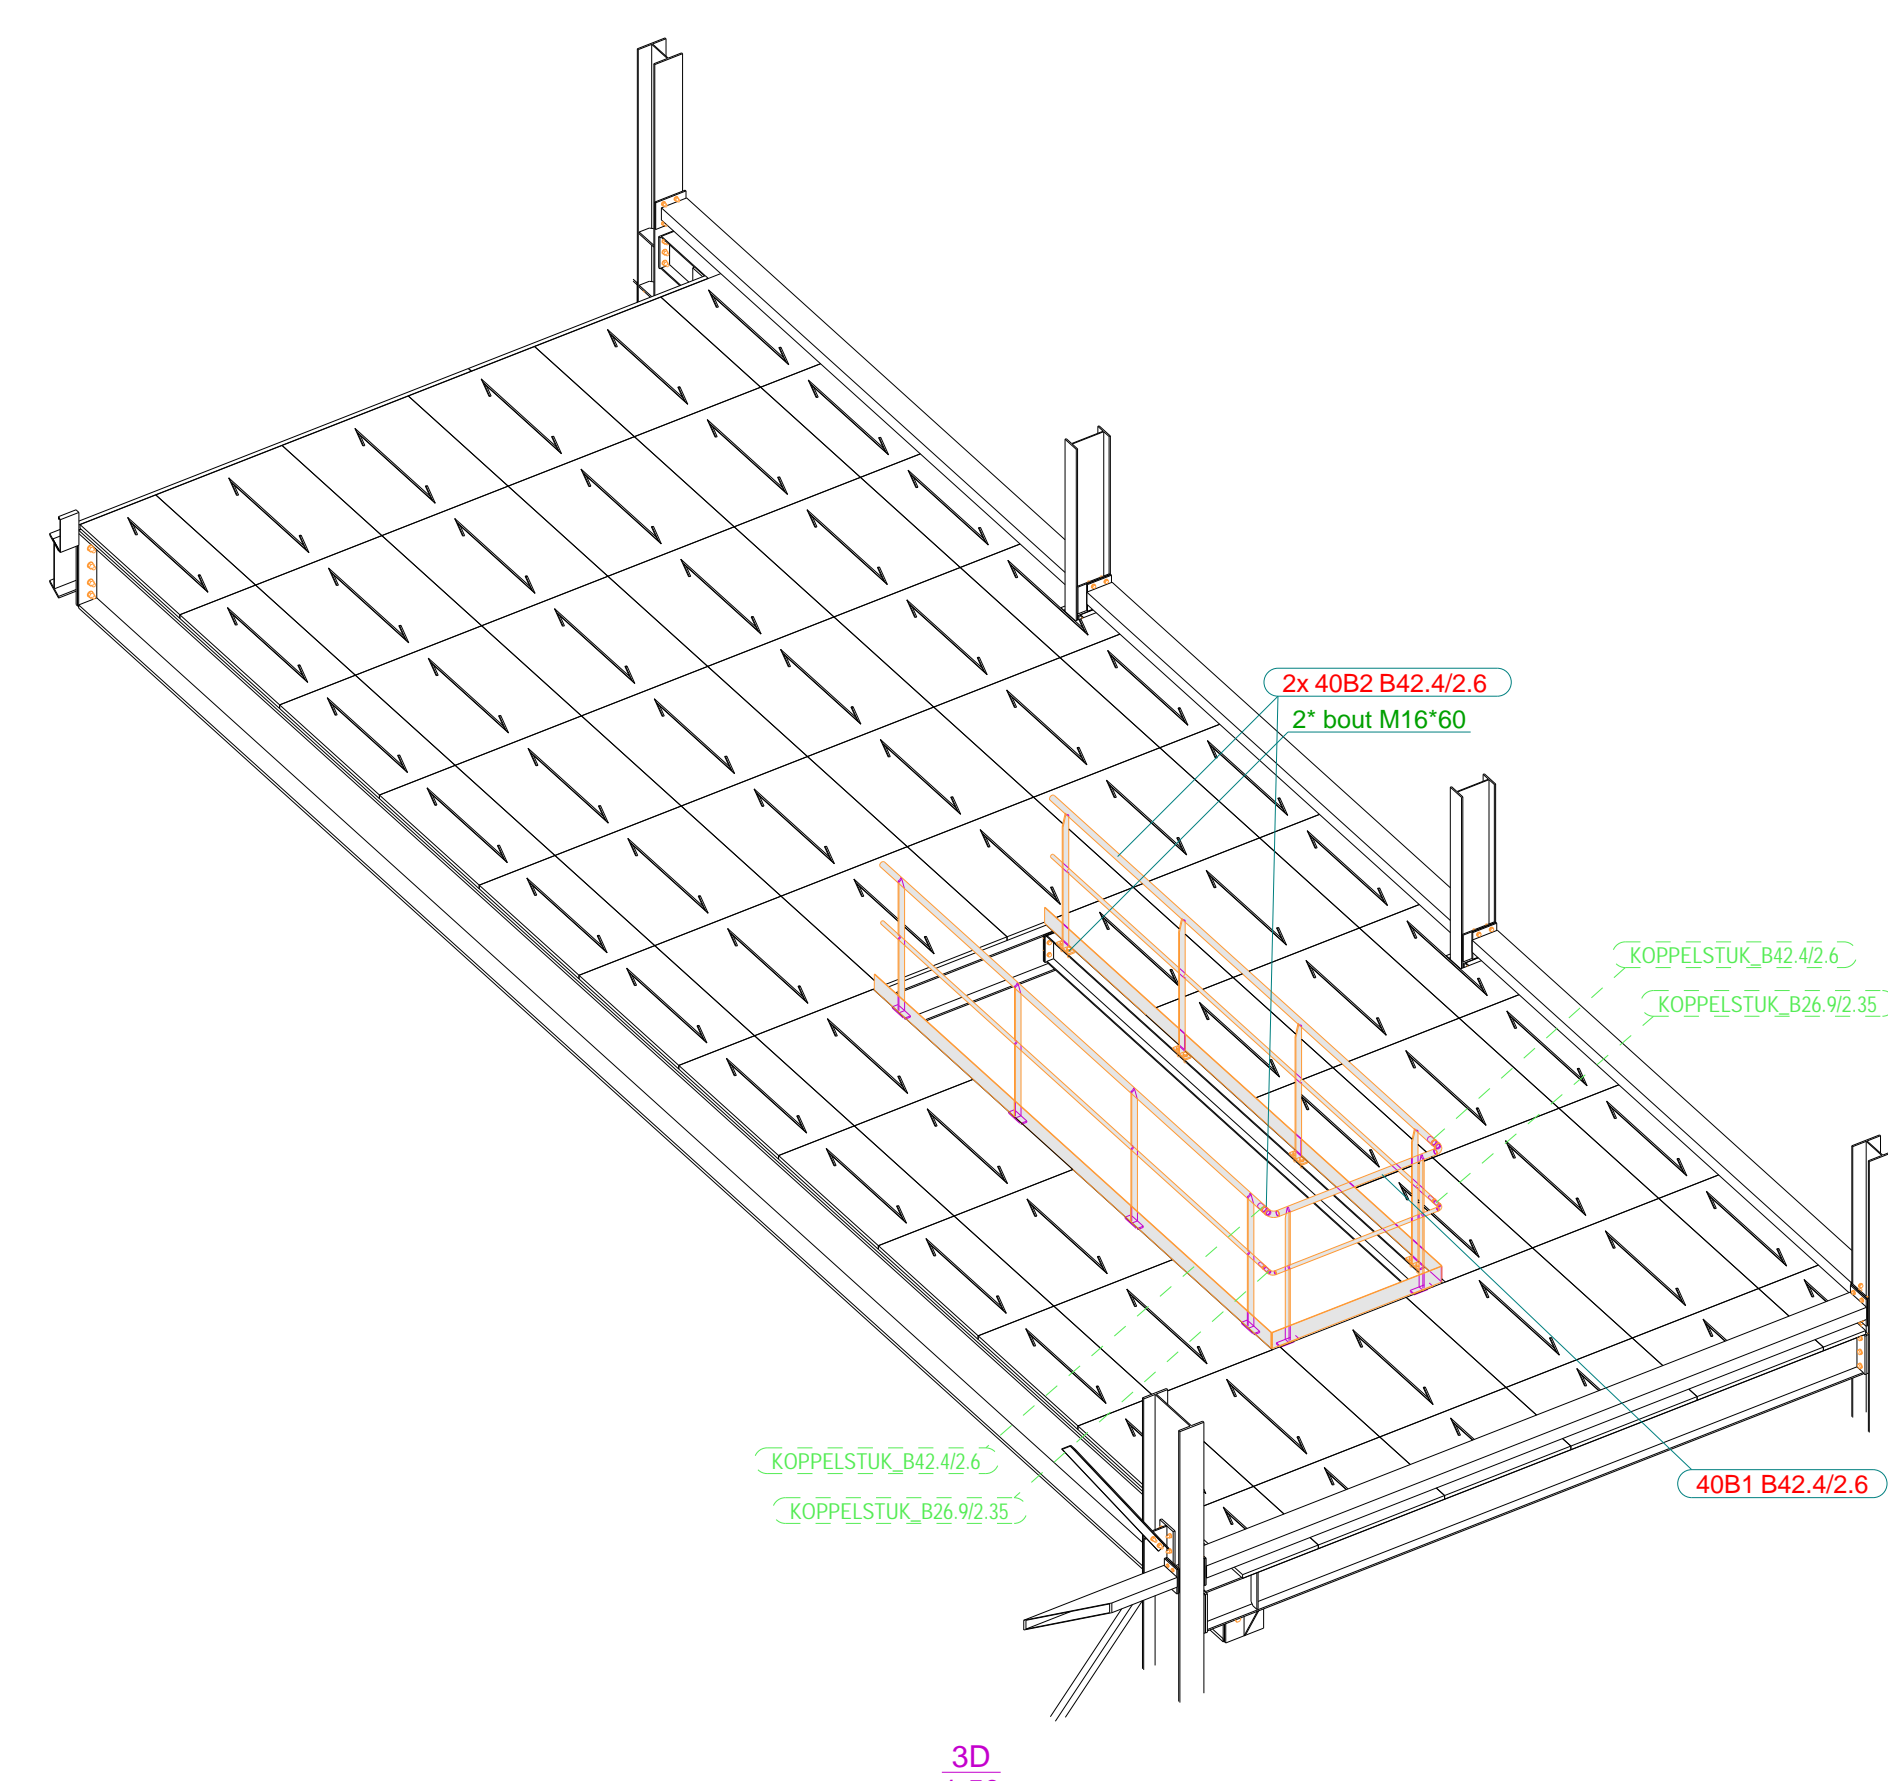 2x 40B2 B42.4/2.6
2* bout M16*60
KOPPELSTUK_B42.4/2.6
KOPPELSTUK_B26.9/2.35
KOPPELSTUK_B42.4/2.6
KOPPELSTUK_B26.9/2.35
40B1 B42.4/2.6
3D